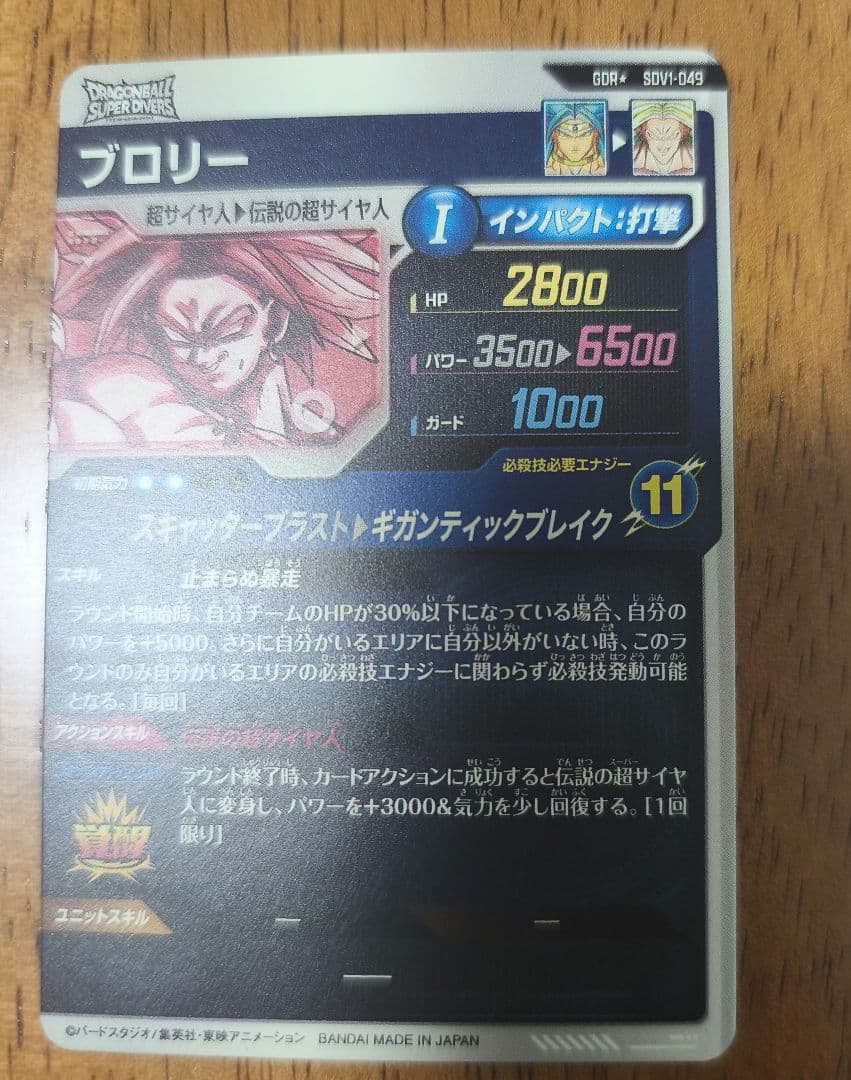 GDR★ SDV1-049
DRAGONBALL
SUPER DIVERS
ブロリー
超サイヤ人▶伝説の超サイヤ人
I インパクト:打撃
HP 2800
パワー 3500▶6500
ガード 1000
初期気力
必殺技必要エナジー
11
スキャッターブラスト▶ギガンティックブレイク
スキル 止まらぬ暴走
ラウンド開始時、自分チームのHPが30%以下になっている場合、自分の
パワーを+5000。さらに自分がいるエリアに自分以外がいない時、このラ
ウンドのみ自分がいるエリアの必殺技エナジーに関わらず必殺技発動可能
となる。[毎回]
アクションスキル 伝説の超サイヤ人
ラウンド終了時、カードアクションに成功すると伝説の超サイヤ
人に変身し、パワーを+3000&気力を少し回復する。[1回
限り]
覚醒
ユニットスキル — —
—
©バードスタジオ/集英社・東映アニメーション BANDAI MADE IN JAPAN